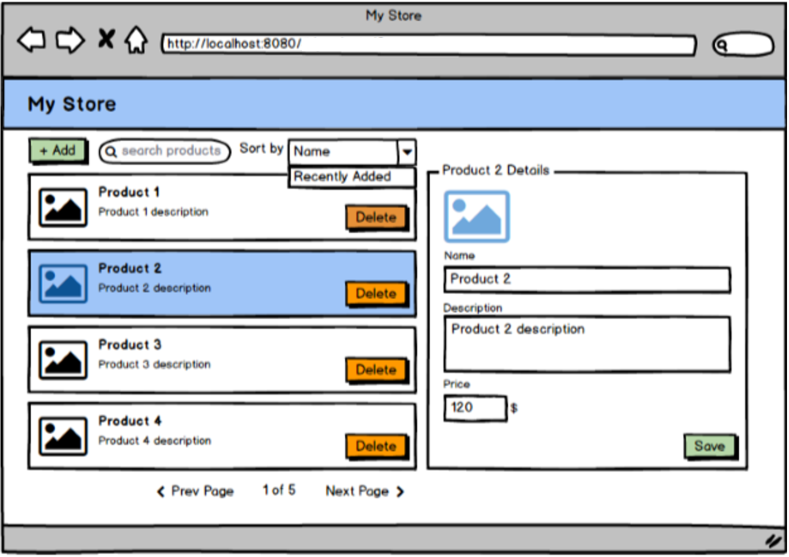 My Store
http://localhost:8080/
My Store
+ Add
search products
Sort by
Name
Recently Added
Product 1
Product 1 description
Delete
Product 2
Product 2 description
Delete
Product 3
Product 3 description
Delete
Product 4
Product 4 description
Delete
Prev Page
1 of 5
Next Page
Product 2 Details
Name
Product 2
Description
Product 2 description
Price
120 $
Save